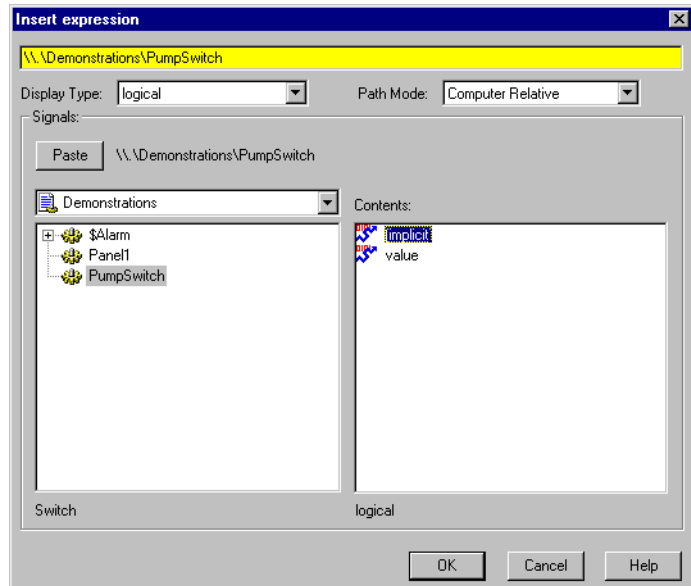 Insert expression
\\.\Demonstrations\PumpSwitch
Display Type: logical Path Mode: Computer Relative
Signals:
Paste \\.\Demonstrations\PumpSwitch
Demonstrations Contents:
$Alarm implicit
Panel1 value
PumpSwitch
Switch logical
OK Cancel Help